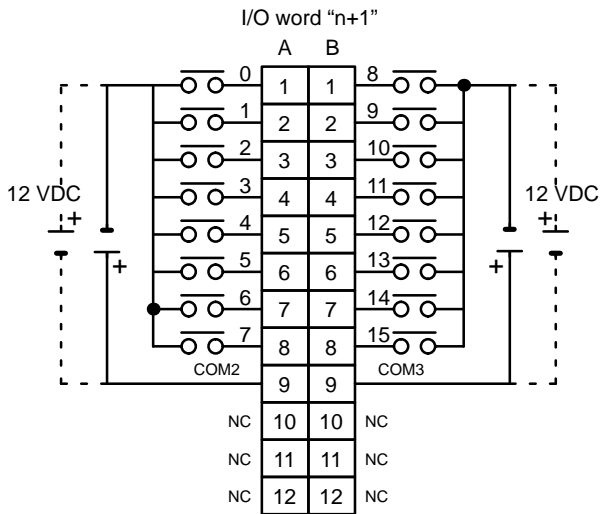 I/O word “n+1”
A B
0 1 1 8
1 2 2 9
2 3 3 10
3 4 4 11
12 VDC 12 VDC
+ +
4 5 5 12
+ +
5 6 6 13
6 7 7 14
7 8 8 15
COM2 9 9 COM3
NC 10 10 NC
NC 11 11 NC
NC 12 12 NC